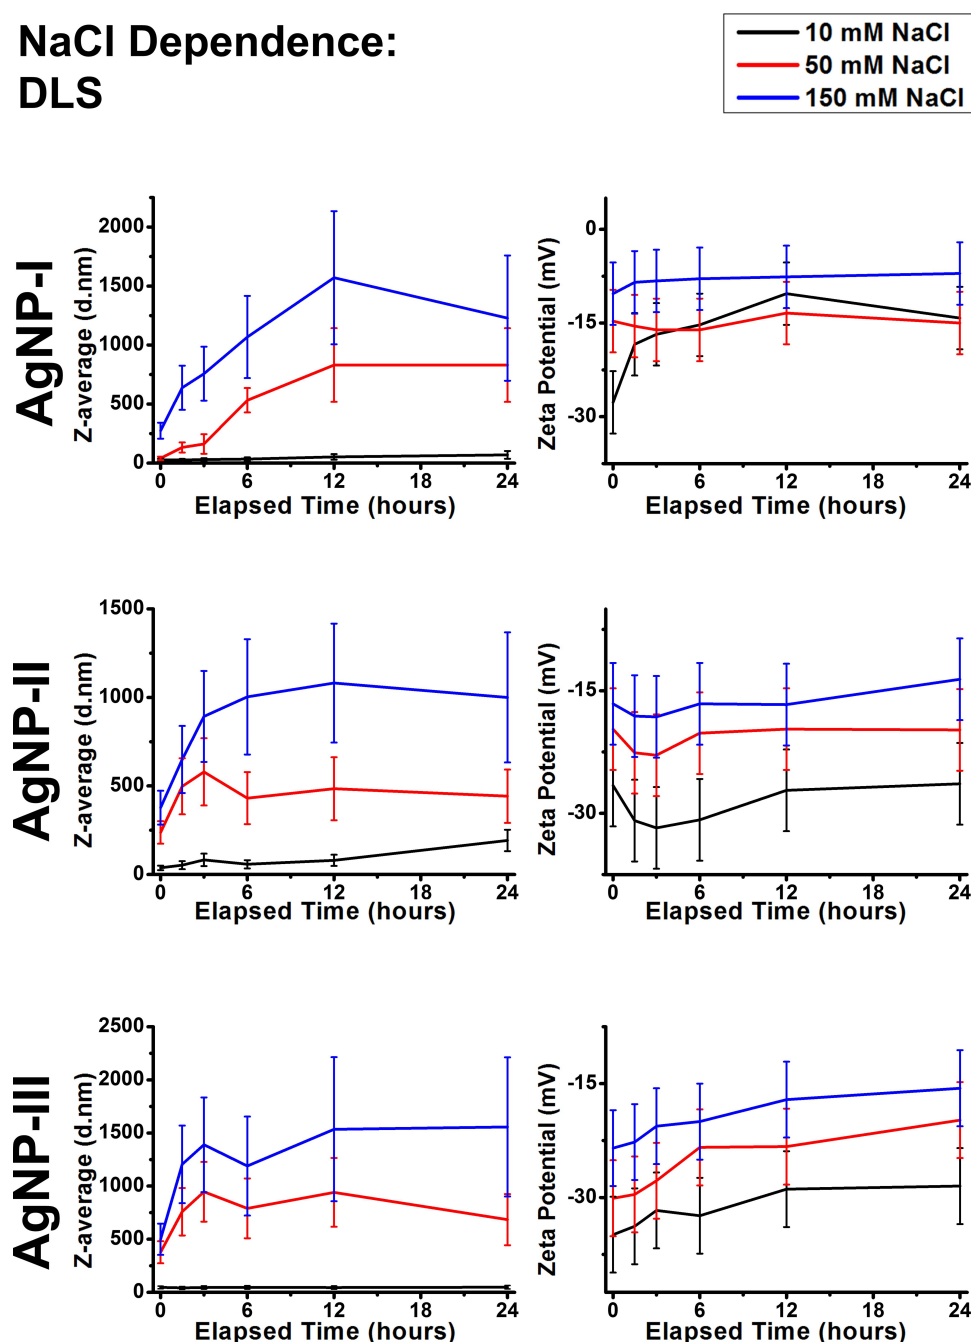 NaCl Dependence:
DLS
10 mM NaCl
50 mM NaCl
150 mM NaCl
AgNP-I
Z-average (d.nm)
2000
1500
1000
500
0
0 6 12 18 24
Elapsed Time (hours)
Zeta Potential (mV)
0
-15
-30
0 6 12 18 24
Elapsed Time (hours)
AgNP-II
Z-average (d.nm)
1500
1000
500
0
0 6 12 18 24
Elapsed Time (hours)
Zeta Potential (mV)
-15
-30
0 6 12 18 24
Elapsed Time (hours)
AgNP-III
Z-average (d.nm)
2500
2000
1500
1000
500
0
0 6 12 18 24
Elapsed Time (hours)
Zeta Potential (mV)
-15
-30
0 6 12 18 24
Elapsed Time (hours)